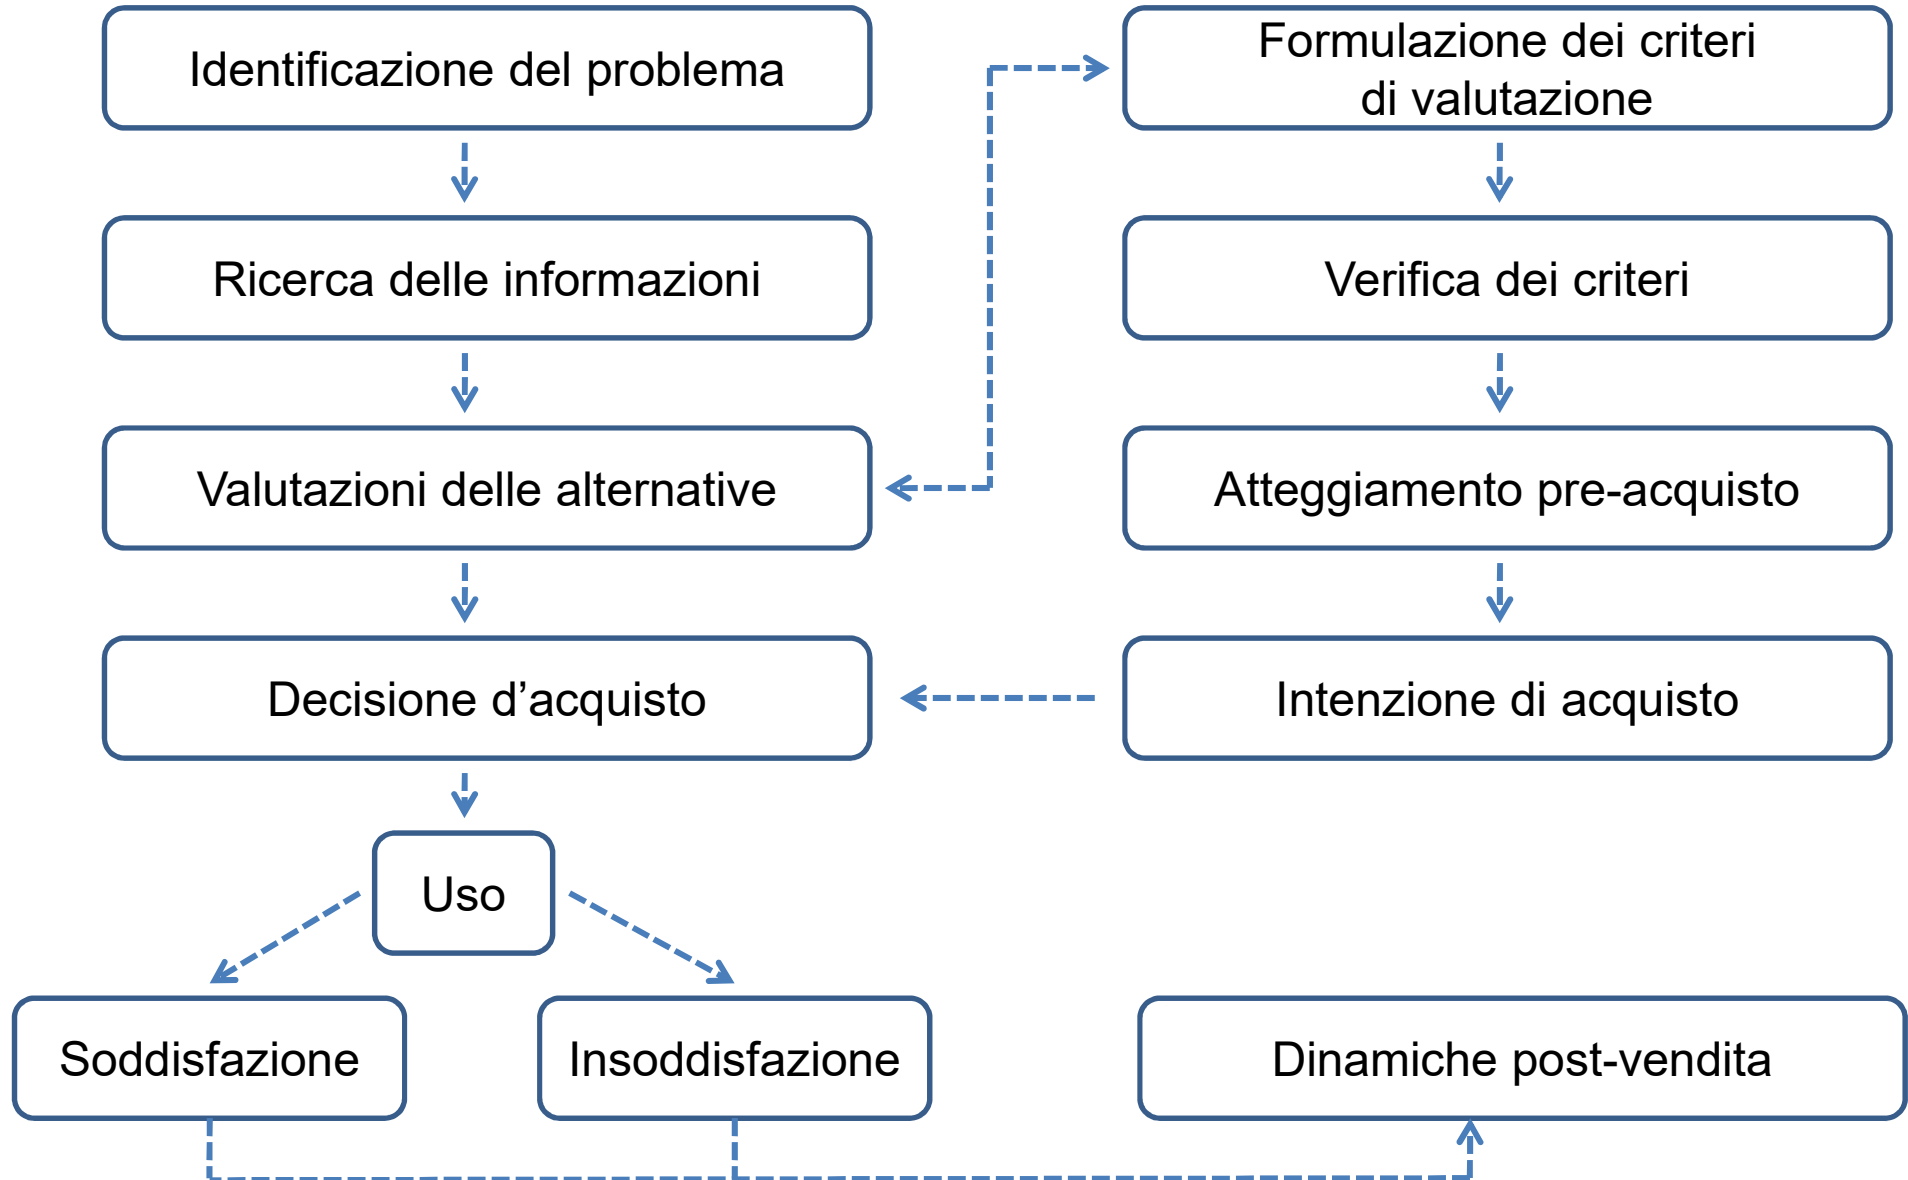 Identificazione del problema
Formulazione dei criteri
di valutazione
Ricerca delle informazioni
Verifica dei criteri
Valutazioni delle alternative
Atteggiamento pre-acquisto
Decisione d’acquisto
Intenzione di acquisto
Uso
Soddisfazione
Insoddisfazione
Dinamiche post-vendita